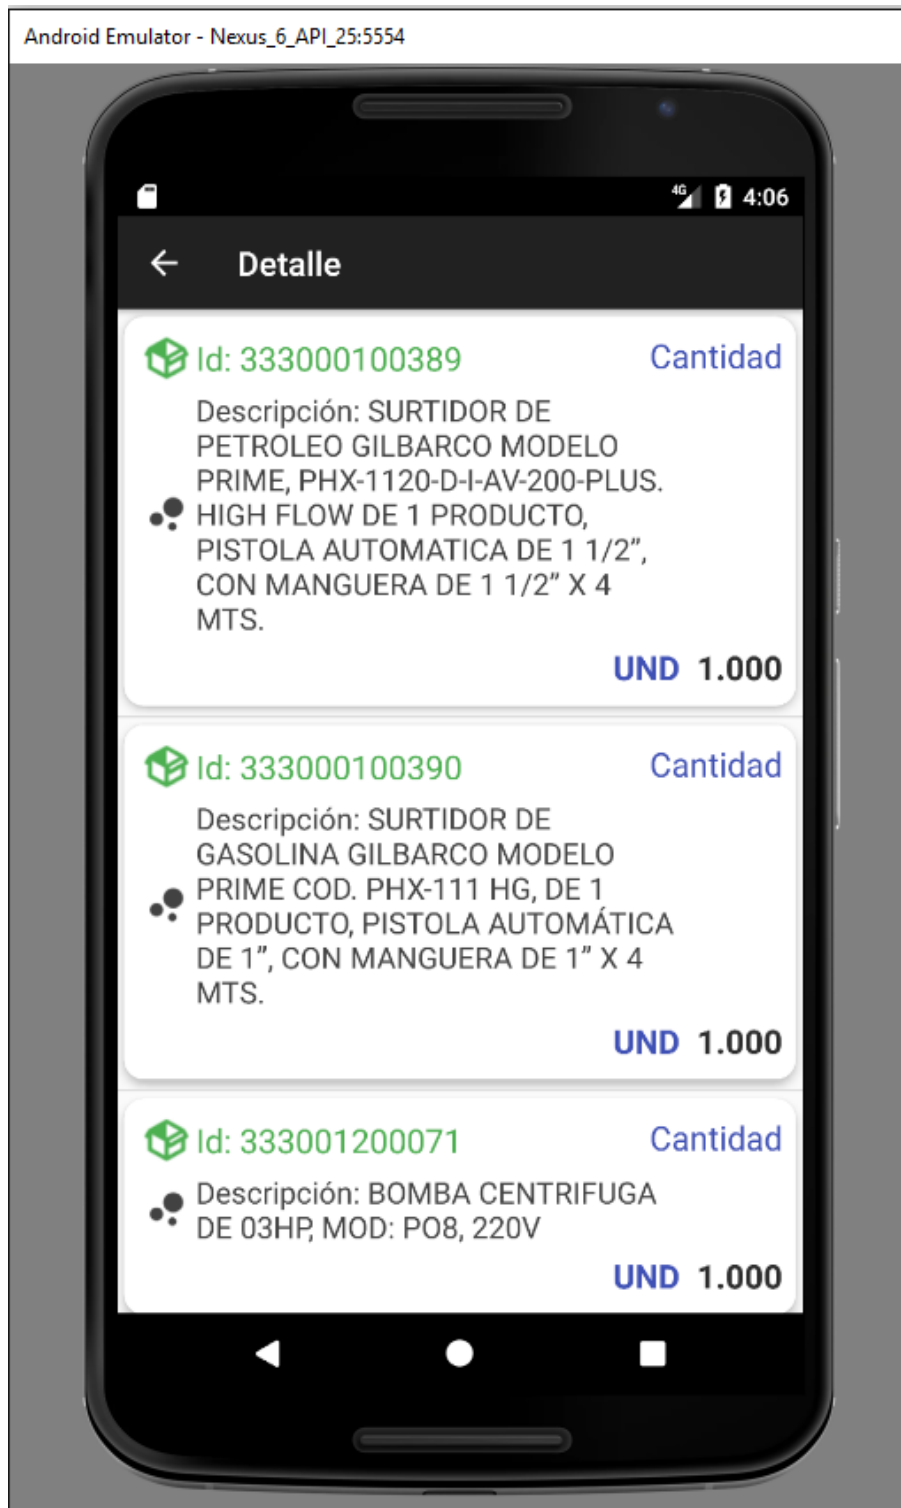 Android Emulator - Nexus_6_API_25:5554
4G 4:06
Detalle
Id: 333000100389 Cantidad
Descripción: SURTIDOR DE
PETROLEO GILBARCO MODELO
PRIME, PHX-1120-D-I-AV-200-PLUS.
HIGH FLOW DE 1 PRODUCTO,
PISTOLA AUTOMATICA DE 1 1/2”,
CON MANGUERA DE 1 1/2” X 4
MTS.
UND 1.000
Id: 333000100390 Cantidad
Descripción: SURTIDOR DE
GASOLINA GILBARCO MODELO
PRIME COD. PHX-111 HG, DE 1
PRODUCTO, PISTOLA AUTOMÁTICA
DE 1”, CON MANGUERA DE 1” X 4
MTS.
UND 1.000
Id: 333001200071 Cantidad
Descripción: BOMBA CENTRIFUGA
DE 03HP, MOD: PO8, 220V
UND 1.000